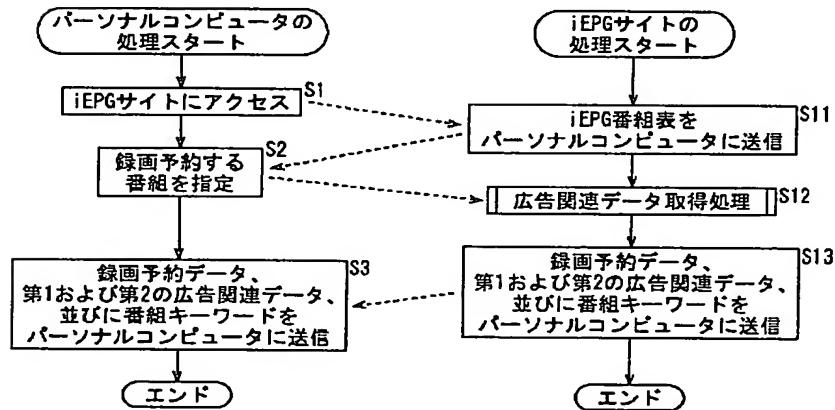 パーソナルコンピュータの
処理スタート
iEPGサイトにアクセス
S1
録画予約する
番組を指定
S2
録画予約データ、
第1および第2の広告関連データ、
並びに番組キーワードを
パーソナルコンピュータに送信
S3
エンド
iEPGサイトの
処理スタート
iEPG番組表を
パーソナルコンピュータに送信
S11
広告関連データ取得処理
S12
録画予約データ、
第1および第2の広告関連データ、
並びに番組キーワードを
パーソナルコンピュータに送信
S13
エンド